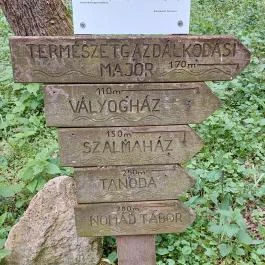 TERMÉSZETGAZDÁLKODÁSI
MAJOR 170m
110m
VÁLYOGHÁZ
150m
SZALMAHÁZ
250m
TANODA
280m
NOMÁD TÁBOR